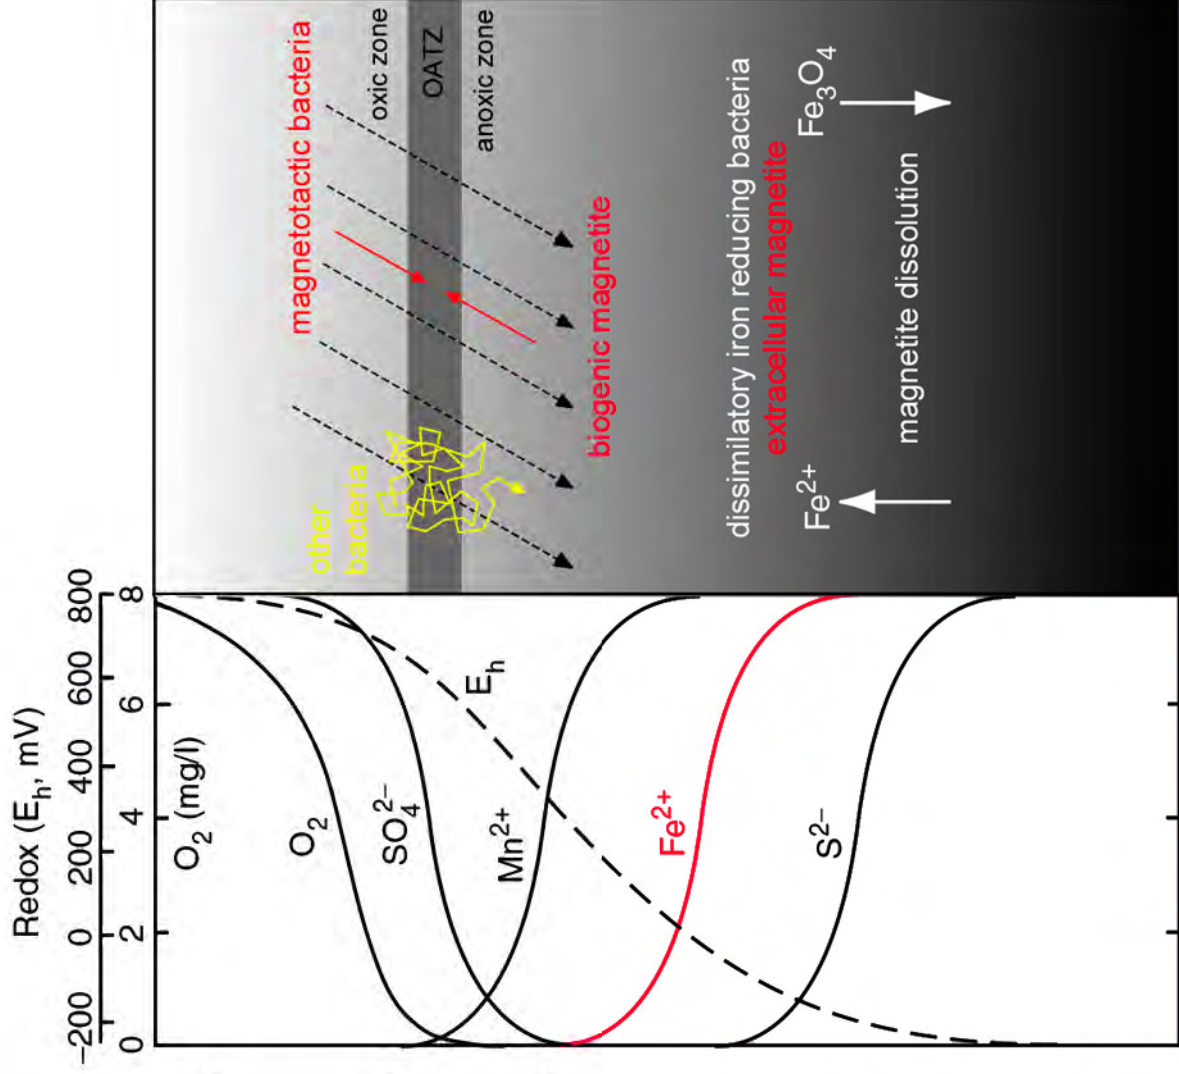 Redox (Eh, mV)
−200 0 200 400 600 800
0 2 4 6 8
O2 (mg/l)
O2
SO4^2−
Mn2+
Eh
Fe2+
S2−
magnetotactic bacteria
other
bacteria
oxic zone
OATZ
anoxic zone
biogenic magnetite
dissimilatory iron reducing bacteria
extracellular magnetite
Fe2+
Fe3O4
magnetite dissolution